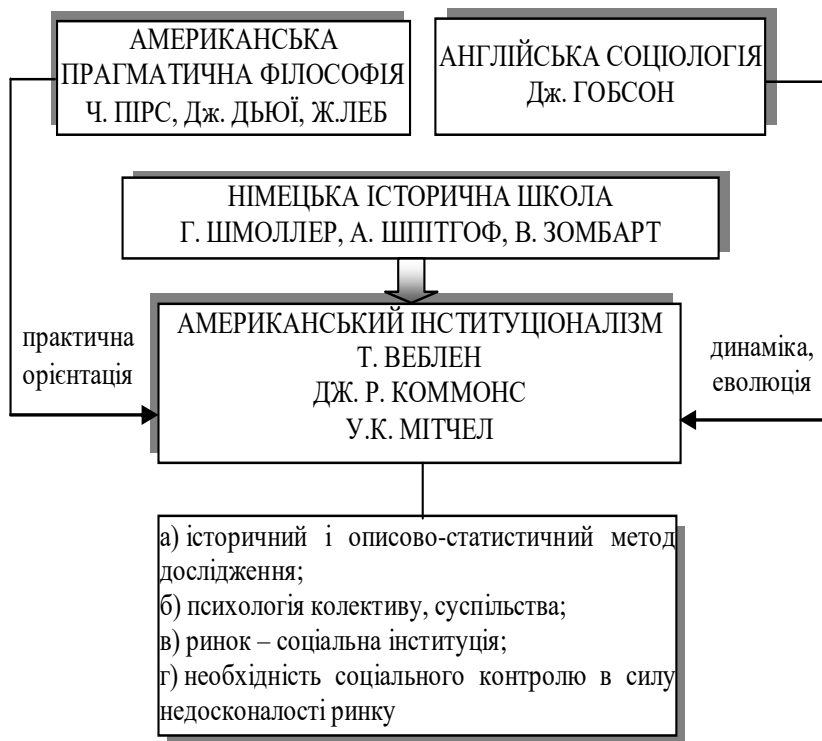 АМЕРИКАНСЬКА
ПРАГМАТИЧНА ФІЛОСОФІЯ
Ч. ПІРС, Дж. ДЬЮЇ, Ж.ЛЕБ
АНГЛІЙСЬКА СОЦІОЛОГІЯ
Дж. ГОБСОН
НІМЕЦЬКА ІСТОРИЧНА ШКОЛА
Г. ШМОЛЛЕР, А. ШПІТГОФ, В. ЗОМБАРТ
практична
орієнтація
АМЕРИКАНСЬКИЙ ІНСТИТУЦІОНАЛІЗМ
Т. ВЕБЛЕН
ДЖ. Р. КОММОНС
У.К. МІТЧЕЛ
динаміка,
еволюція
а) історичний і описово-статистичний метод
дослідження;
б) психологія колективу, суспільства;
в) ринок – соціальна інституція;
г) необхідність соціального контролю в силу
недосконалості ринку